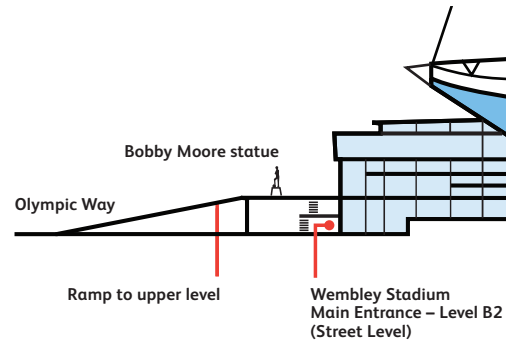 Bobby Moore statue
Olympic Way
Ramp to upper level
Wembley Stadium
Main Entrance – Level B2
(Street Level)